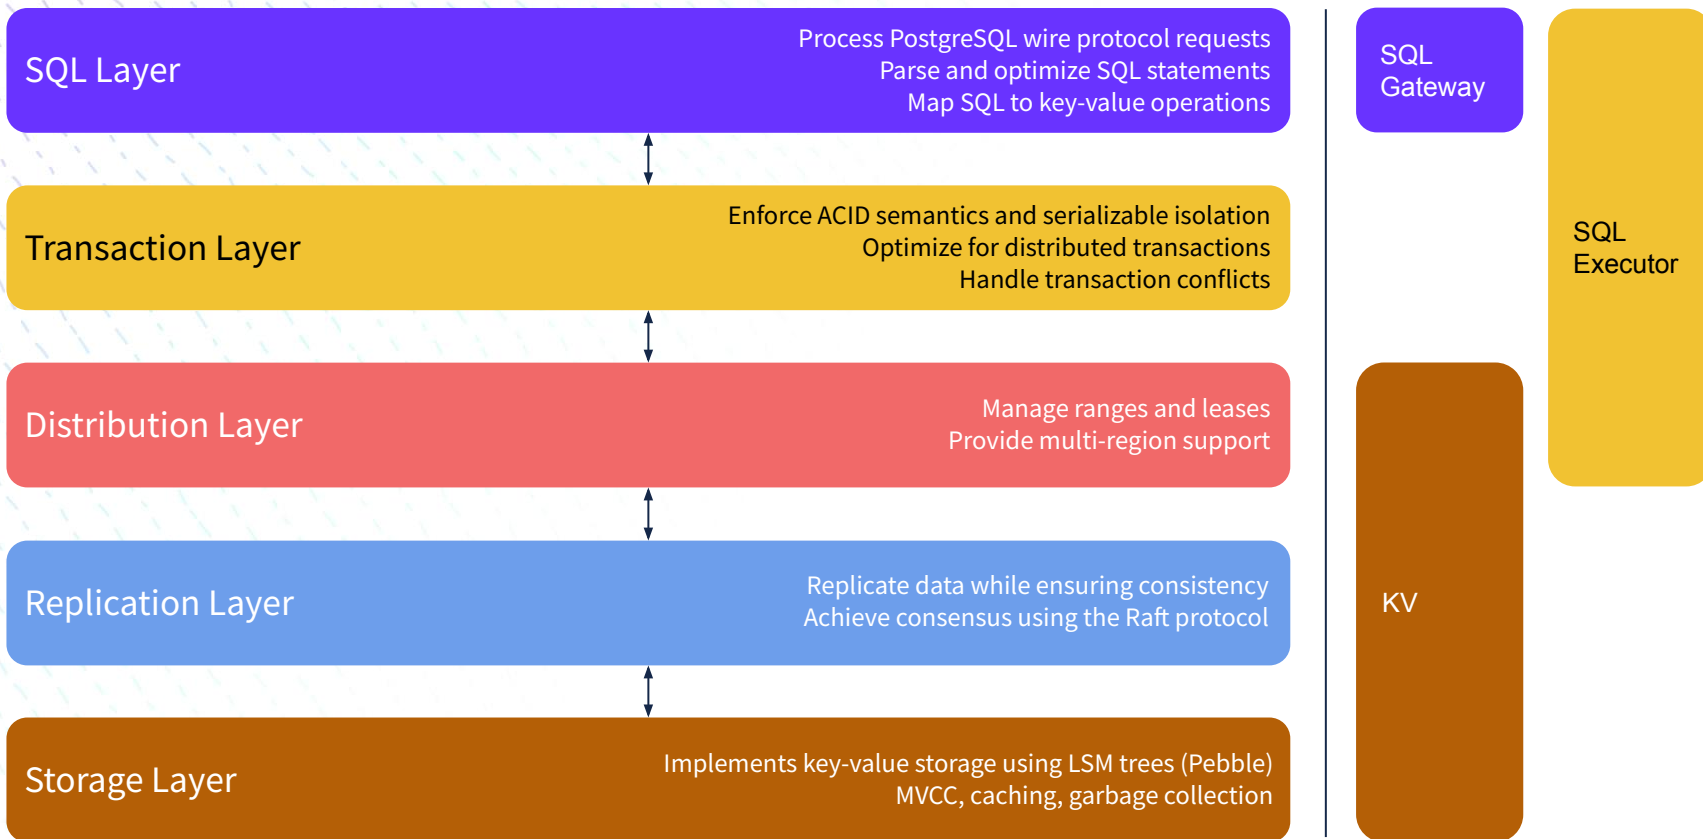 SQL Layer
Process PostgreSQL wire protocol requests
Parse and optimize SQL statements
Map SQL to key-value operations
Transaction Layer
Enforce ACID semantics and serializable isolation
Optimize for distributed transactions
Handle transaction conflicts
Distribution Layer
Manage ranges and leases
Provide multi-region support
Replication Layer
Replicate data while ensuring consistency
Achieve consensus using the Raft protocol
Storage Layer
Implements key-value storage using LSM trees (Pebble)
MVCC, caching, garbage collection
SQL
Gateway
SQL
Executor
KV